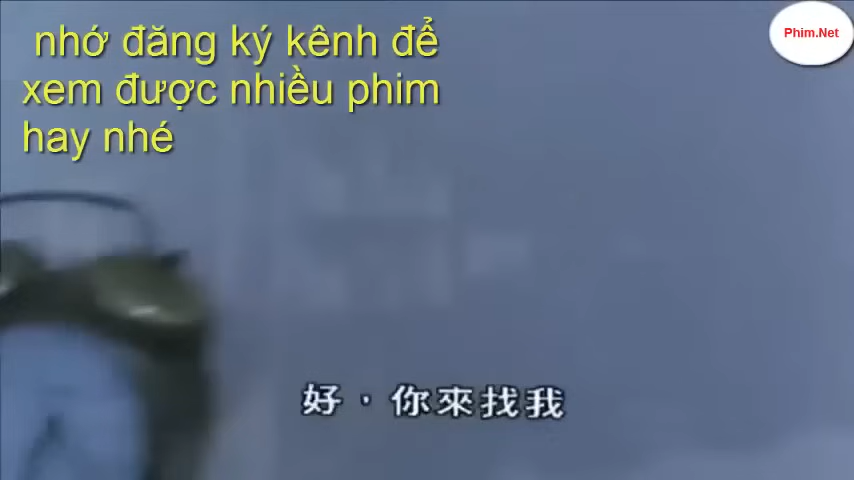 nhớ đăng ký kênh để
xem được nhiều phim
hay nhé
Phim.Net
好，你來找我